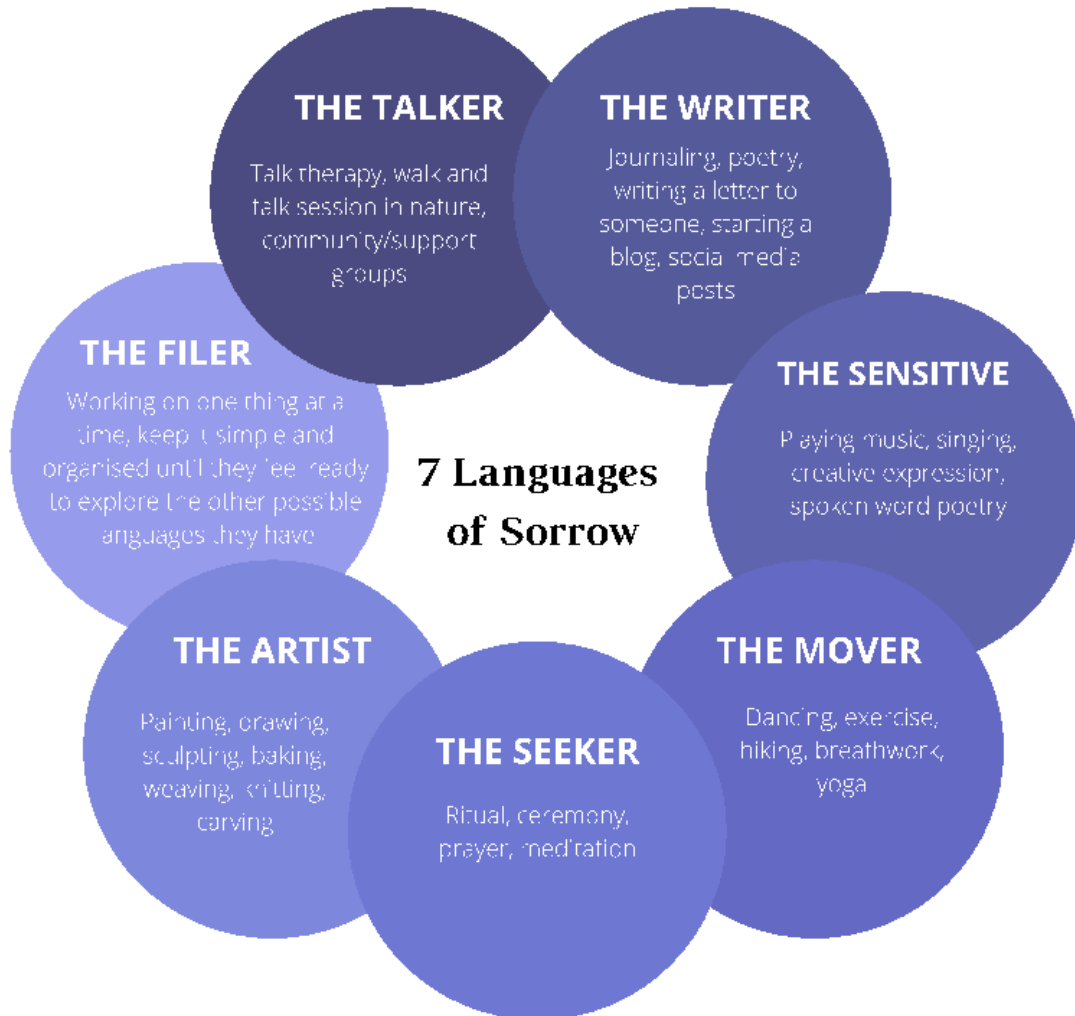 THE TALKER
Talk therapy, walk and
talk session in nature,
community/support
groups
THE WRITER
Journaling, poetry,
writing a letter to
someone, starting a
blog, social media
posts
THE SENSITIVE
Playing music, singing,
creative expression,
spoken word poetry
THE MOVER
Dancing, exercise,
hiking, breathwork,
yoga
THE SEEKER
Ritual, ceremony,
prayer, meditation
THE ARTIST
Painting, drawing,
sculpting, baking,
weaving, knitting,
carving
THE FILER
Working on one thing at a
time, keep it simple and
organised until they feel ready
to explore the other possible
languages they have
7 Languages
of Sorrow